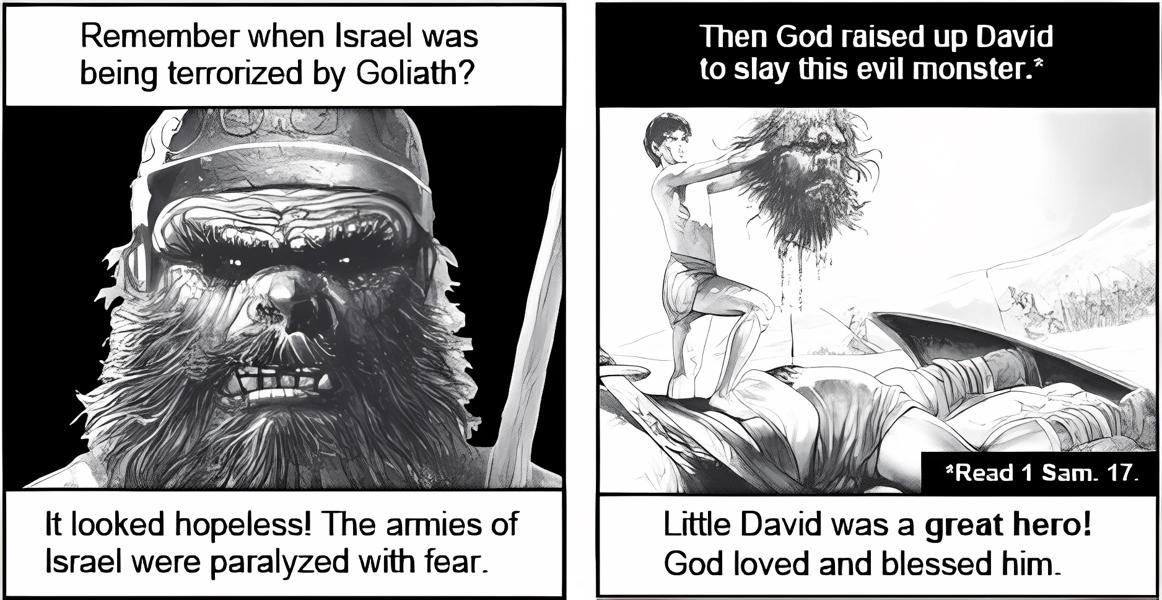 Remember when Israel was
being terrorized by Goliath?
It looked hopeless! The armies of
Israel were paralyzed with fear.
Then God raised up David
to slay this evil monster.*
*Read 1 Sam. 17.
Little David was a great hero!
God loved and blessed him.